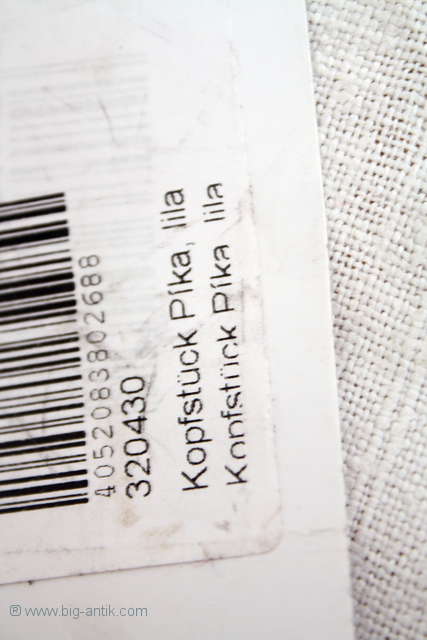 4052083802688
320430
Kopfstück Pika, lila
Kopfstück Pika lila
® www.big-antik.com